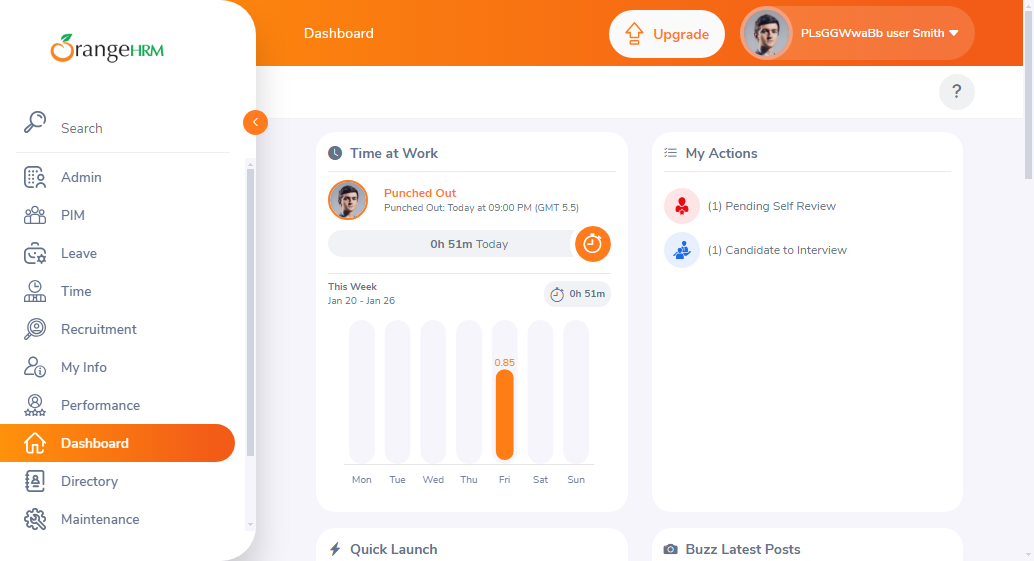 OrangeHRM
Search
Admin
PIM
Leave
Time
Recruitment
My Info
Performance
Dashboard
Directory
Maintenance
Dashboard
Upgrade
PLsGGWwaBb user Smith
?
Time at Work
Punched Out
Punched Out: Today at 09:00 PM (GMT 5.5)
0h 51m Today
This Week
Jan 20 - Jan 26
0h 51m
0.85
Mon Tue Wed Thu Fri Sat Sun
My Actions
(1) Pending Self Review
(1) Candidate to Interview
Quick Launch
Buzz Latest Posts